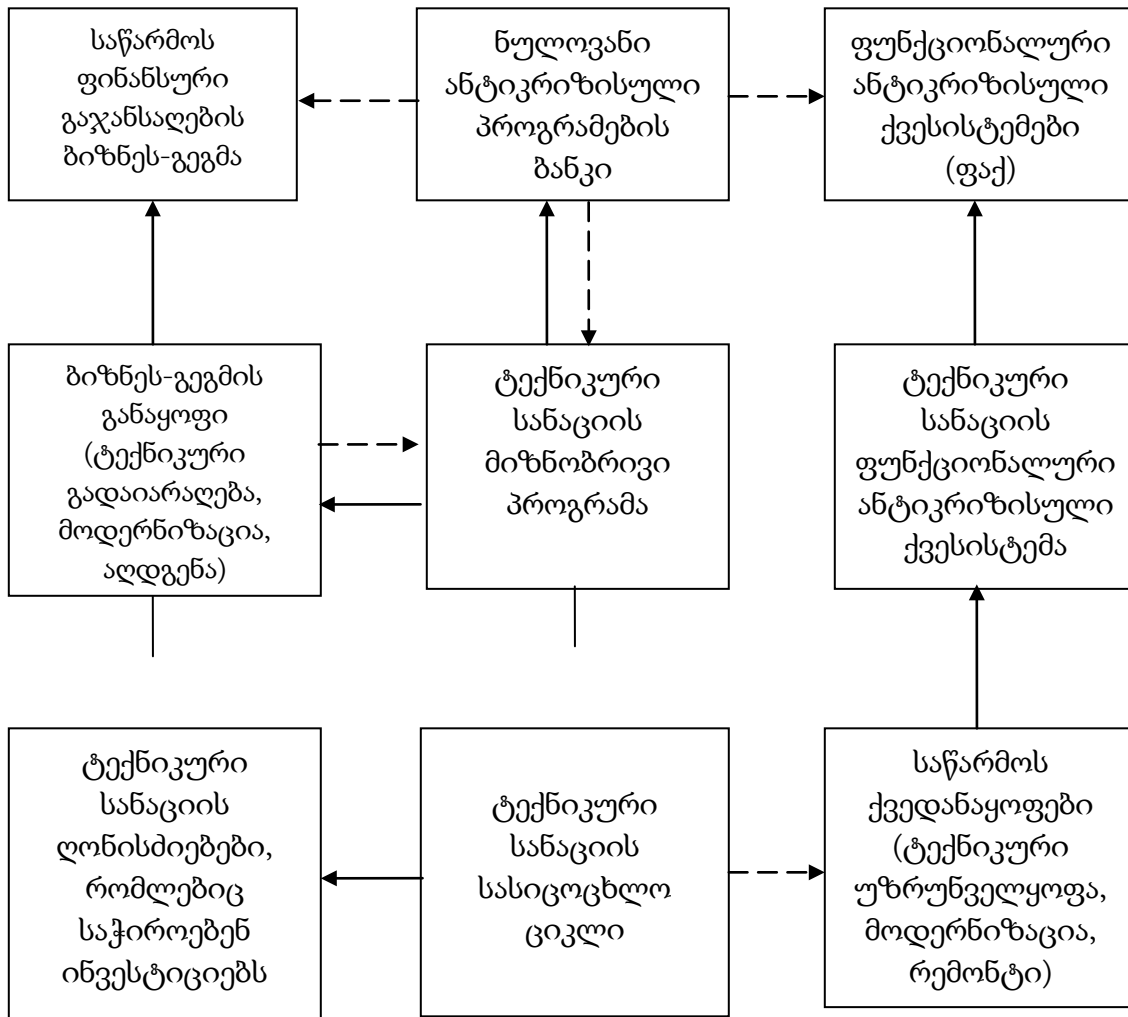 საწარმოს
ფინანსური
გაჯანსაღების
ბიზნეს-გეგმა
ნულოვანი
ანტიკრიზისული
პროგრამების
ბანკი
ფუნქციონალური
ანტიკრიზისული
ქვესისტემები
(ფაქ)
ბიზნეს-გეგმის
განაყოფი
(ტექნიკური
გადაიარაღება,
მოდერნიზაცია,
აღდგენა)
ტექნიკური
სანაციის
მიზნობრივი
პროგრამა
ტექნიკური
სანაციის
ფუნქციონალური
ანტიკრიზისული
ქვესისტემა
ტექნიკური
სანაციის
ღონისძიებები,
რომლებიც
საჭიროებენ
ინვესტიციებს
ტექნიკური
სანაციის
სასიცოცხლო
ციკლი
საწარმოს
ქვედანაყოფები
(ტექნიკური
უზრუნველყოფა,
მოდერნიზაცია,
რემონტი)